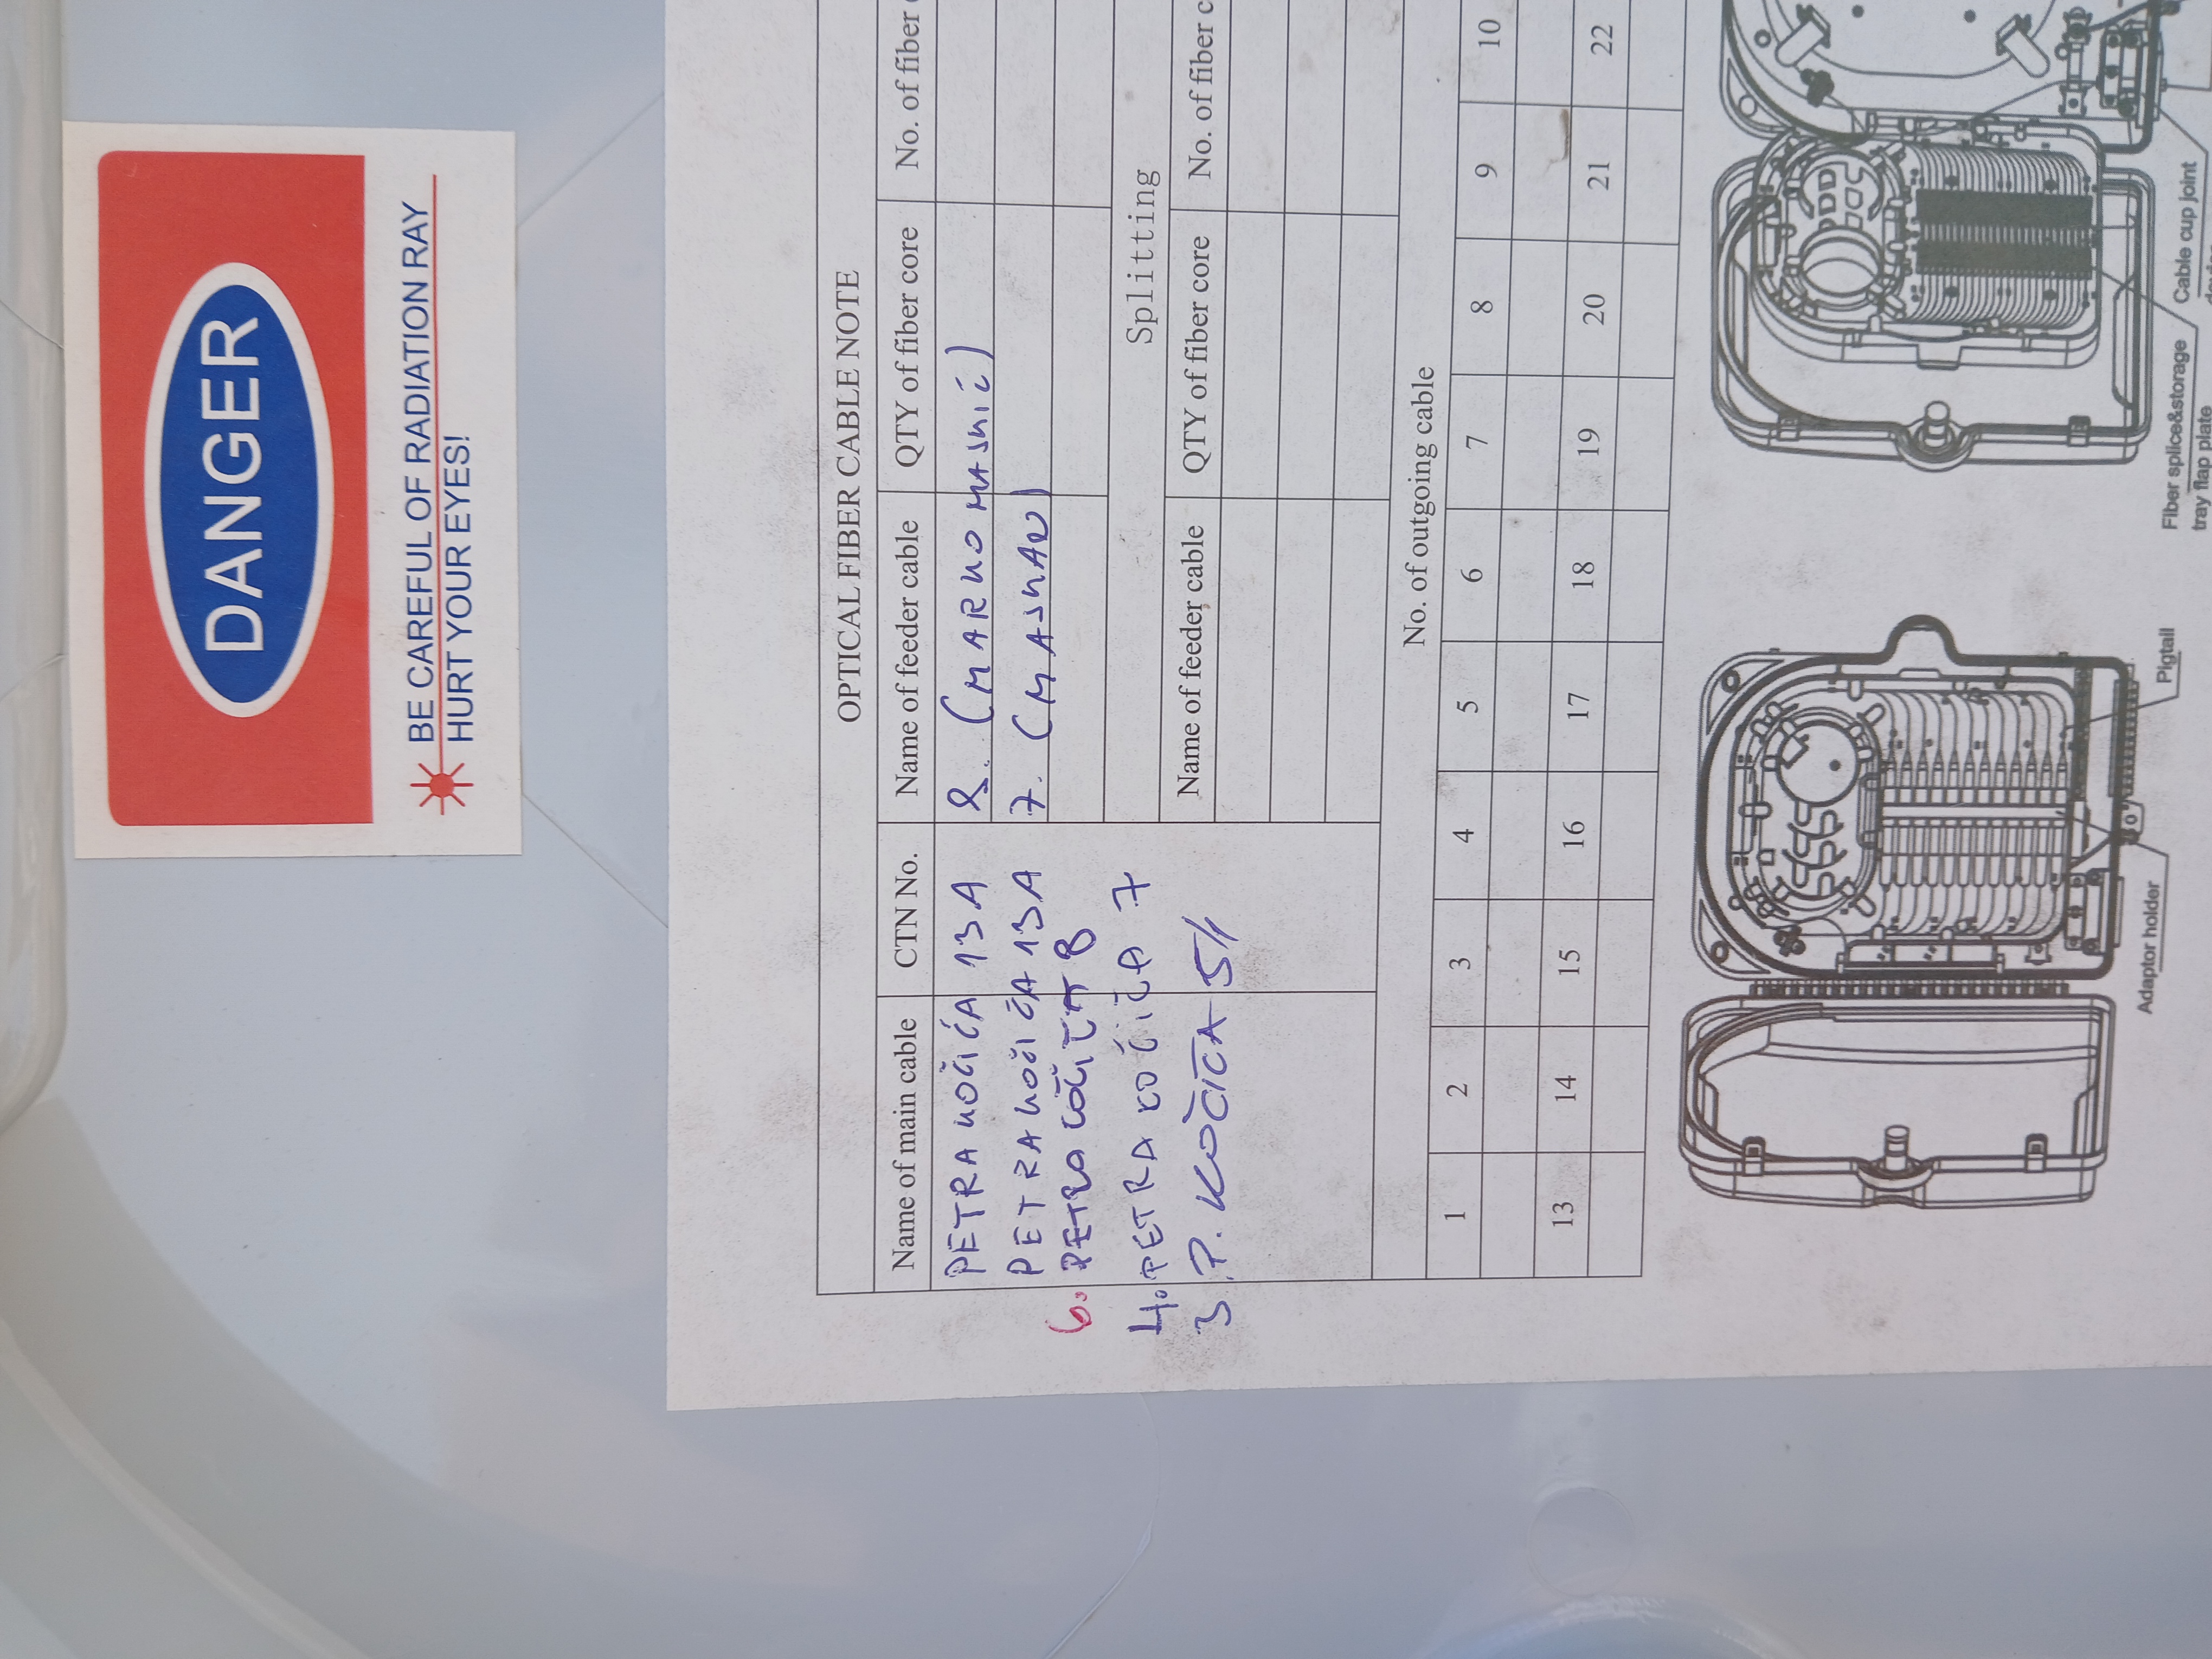 DANGER
BE CAREFUL OF RADIATION RAY
HURT YOUR EYES!
OPTICAL FIBER CABLE NOTE
Name of main cable CTN No. Name of feeder cable QTY of fiber core No. of fiber
PETRA KOČIĆA 13A 8. (MARKO MASNIĆ)
PETRA KOČIĆA 13A 7. (MASNAD)
6. PETRA KOČIĆA 8
Splitting
4. PETRA KOČIĆA 7
Name of feeder cable QTY of fiber core No. of fiber c
3 P. KOČIĆA 5/1
No. of outgoing cable
1 2 3 4 5 6 7 8 9 10
13 14 15 16 17 18 19 20 21 22
Adaptor holder
Pigtail
Fiber splice&storage
tray flap plate
Cable cup joint